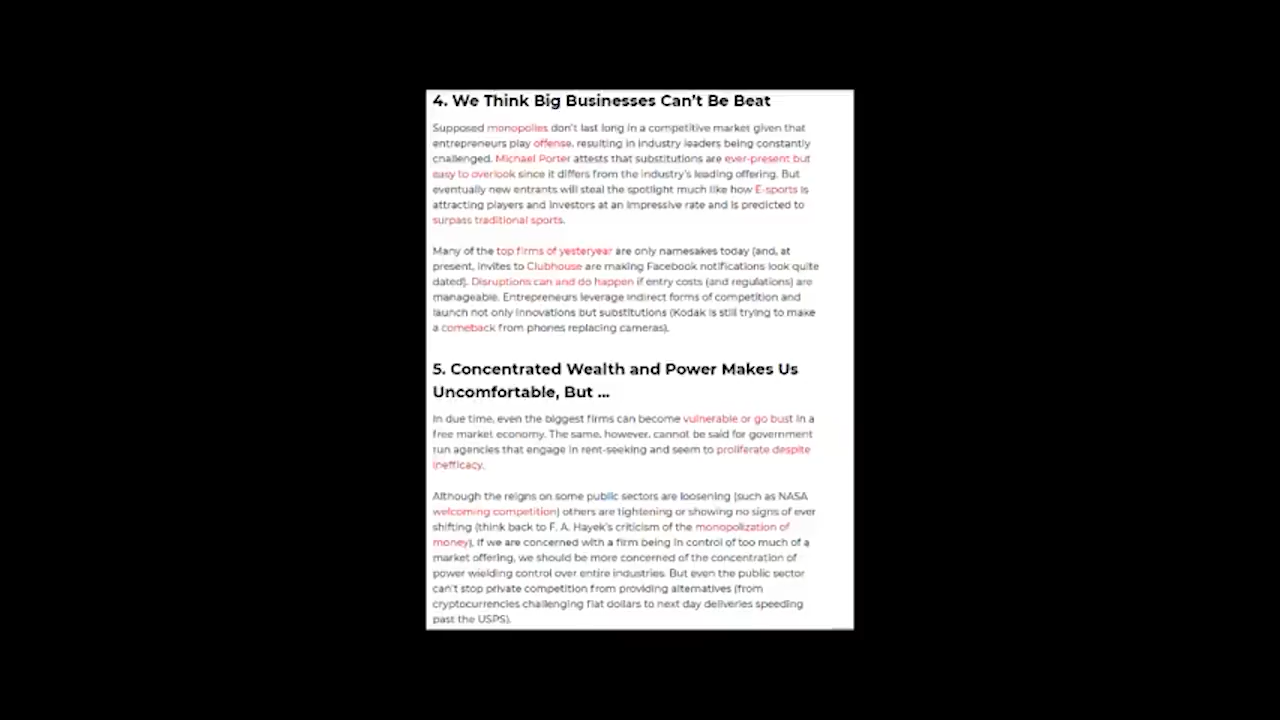 4. We Think Big Businesses Can't Be Beat
Supposed monopolies don't last long in a competitive market given that
entrepreneurs play offense, resulting in industry leaders being constantly
challenged. Michael Porter attests that substitutions are ever-present but
easy to overlook since it differs from the industry's leading offering. But
eventually new entrants will steal the spotlight much like how E-sports is
attracting players and investors at an impressive rate and is predicted to
surpass traditional sports.
Many of the top firms of yesteryear are only namesakes today (and, at
present, invites to Clubhouse are making Facebook notifications look quite
dated). Disruptions can and do happen if entry costs (and regulations) are
manageable. Entrepreneurs leverage indirect forms of competition and
launch not only innovations but substitutions (Kodak is still trying to make
a comeback from phones replacing cameras).
5. Concentrated Wealth and Power Makes Us
Uncomfortable, But ...
In due time, even the biggest firms can become vulnerable or go bust in a
free market economy. The same, however, cannot be said for government
run agencies that engage in rent-seeking and seem to proliferate despite
inefficacy.
Although the reigns on some public sectors are loosening (such as NASA
welcoming competition) others are tightening or showing no signs of ever
shifting (think back to F. A. Hayek's criticism of the monopolization of
money). If we are concerned with a firm being in control of too much of a
market offering, we should be more concerned of the concentration of
power wielding control over entire industries. But even the public sector
can't stop private competition from providing alternatives (from
cryptocurrencies challenging fiat dollars to next day deliveries speeding
past the USPS).